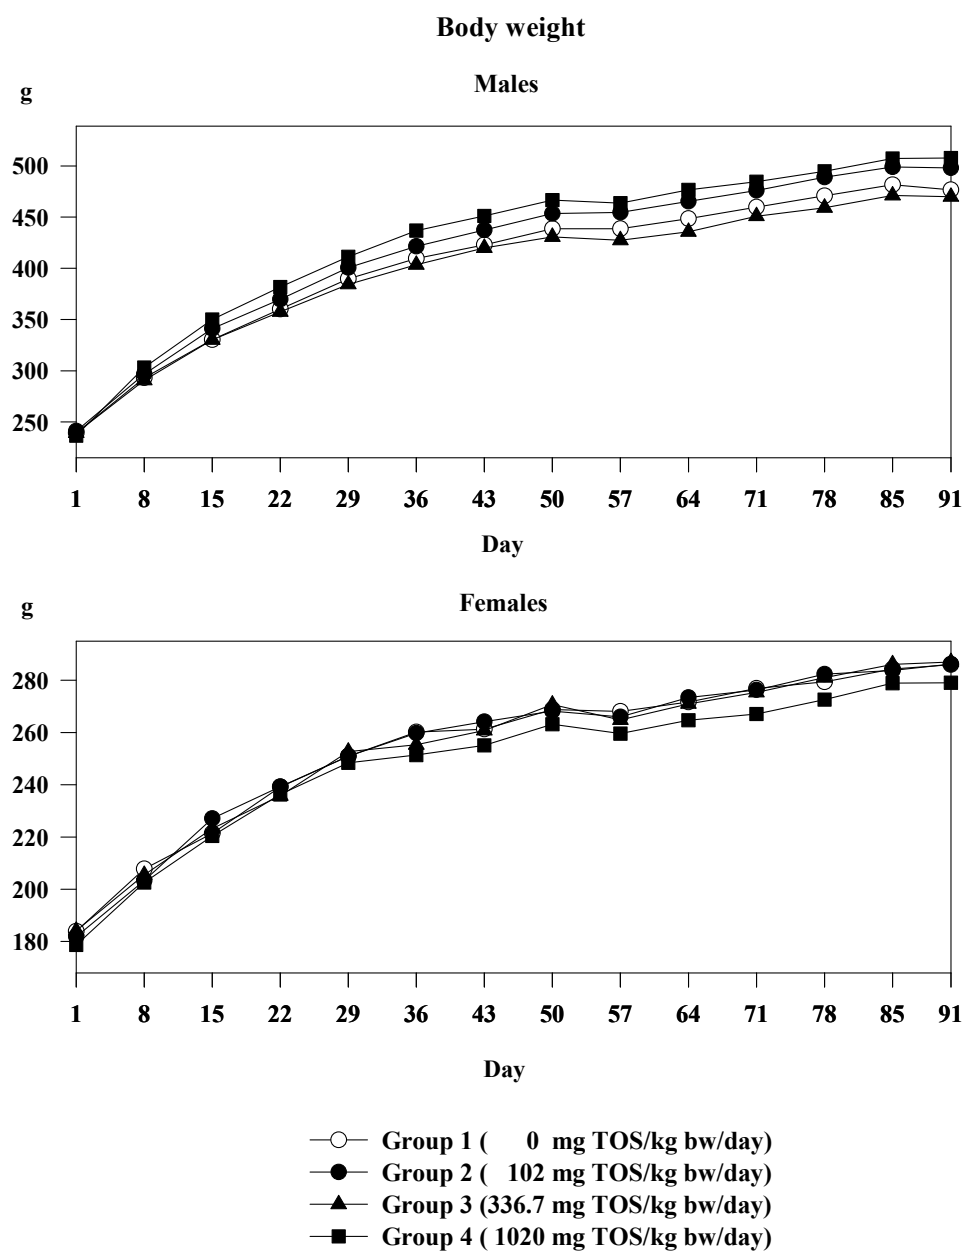 Body weight
Males
g
500
450
400
350
300
250
1 8 15 22 29 36 43 50 57 64 71 78 85 91
Day
Females
g
280
260
240
220
200
180
1 8 15 22 29 36 43 50 57 64 71 78 85 91
Day
Group 1 ( 0 mg TOS/kg bw/day)
Group 2 ( 102 mg TOS/kg bw/day)
Group 3 (336.7 mg TOS/kg bw/day)
Group 4 ( 1020 mg TOS/kg bw/day)